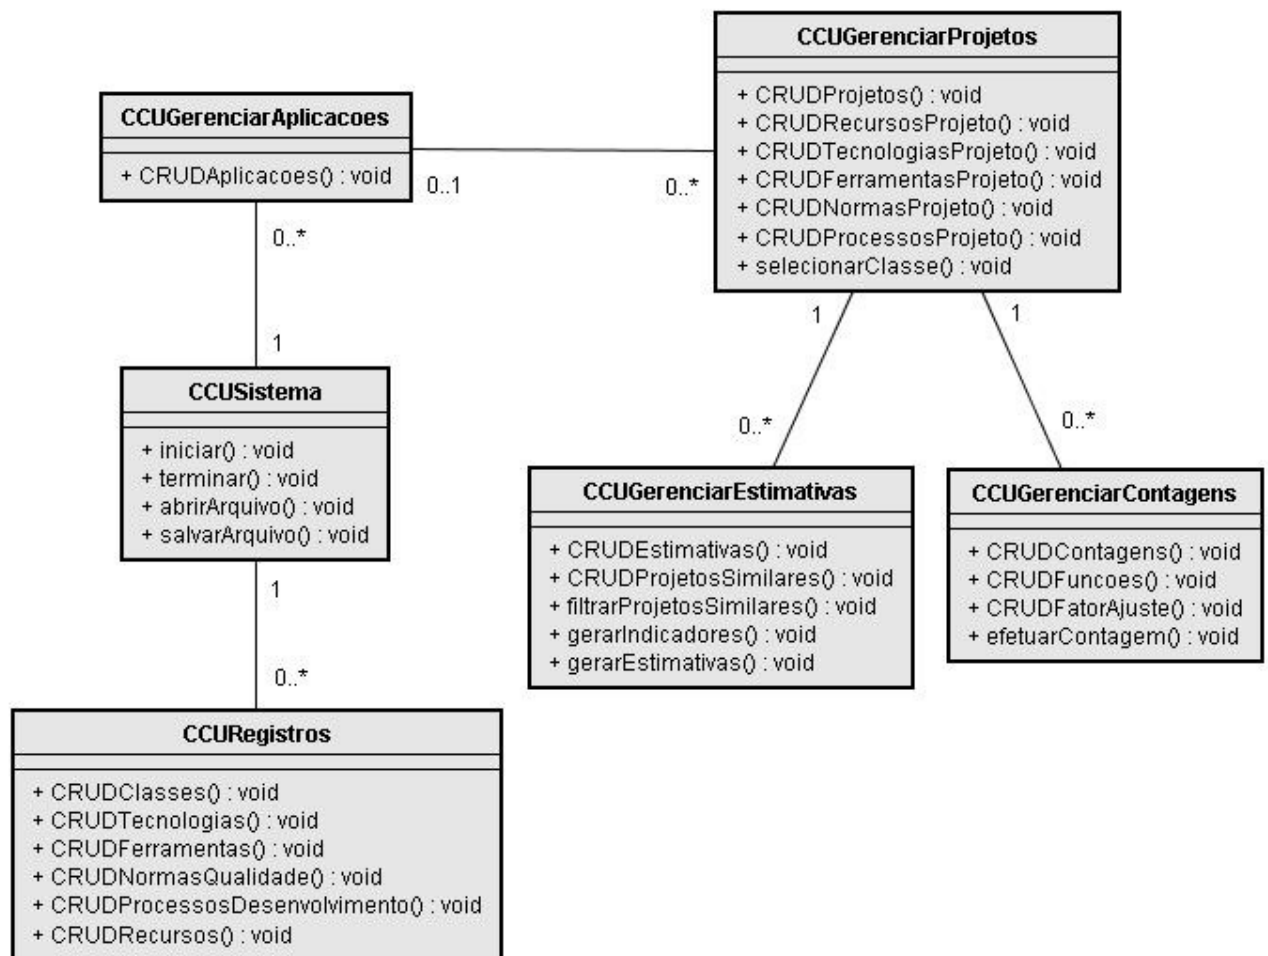 CCUGerenciarProjetos
+ CRUDProjetos() : void
+ CRUDRecursosProjeto() : void
+ CRUDTecnologiasProjeto() : void
+ CRUDFerramentasProjeto() : void
+ CRUDNormasProjeto() : void
+ CRUDProcessosProjeto() : void
+ selecionarClasse() : void
CCUGerenciarAplicacoes
+ CRUDAplicacoes() : void
0..1
0..*
0..*
1
CCUSistema
+ iniciar() : void
+ terminar() : void
+ abrirArquivo() : void
+ salvarArquivo() : void
1
1
0..*
0..*
CCUGerenciarEstimativas
+ CRUDEstimativas() : void
+ CRUDProjetosSimilares() : void
+ filtrarProjetosSimilares() : void
+ gerarIndicadores() : void
+ gerarEstimativas() : void
CCUGerenciarContagens
+ CRUDContagens() : void
+ CRUDFuncoes() : void
+ CRUDFatorAjuste() : void
+ efetuarContagem() : void
1
0..*
CCURegistros
+ CRUDClasses() : void
+ CRUDTecnologias() : void
+ CRUDFerramentas() : void
+ CRUDNormasQualidade() : void
+ CRUDProcessosDesenvolvimento() : void
+ CRUDRecursos() : void